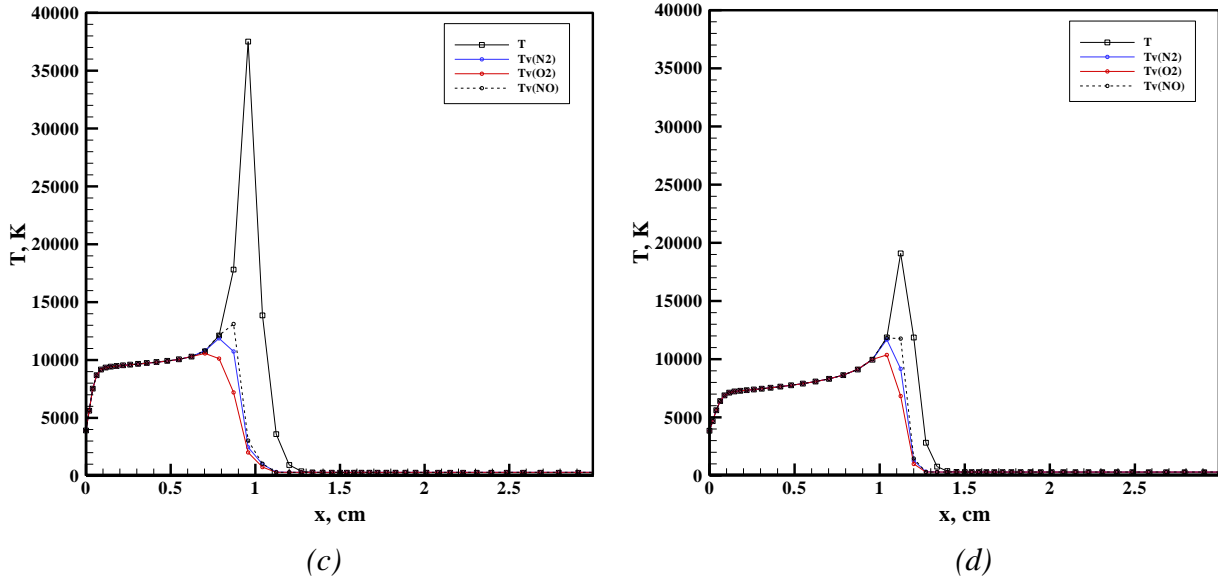 40000
35000
30000
25000
20000
15000
10000
5000
0
T, K
0 0.5 1 1.5 2 2.5
x, cm
T
Tv(N2)
Tv(O2)
Tv(NO)
(c)
40000
35000
30000
25000
20000
15000
10000
5000
0
T, K
0 0.5 1 1.5 2 2.5
x, cm
T
Tv(N2)
Tv(O2)
Tv(NO)
(d)